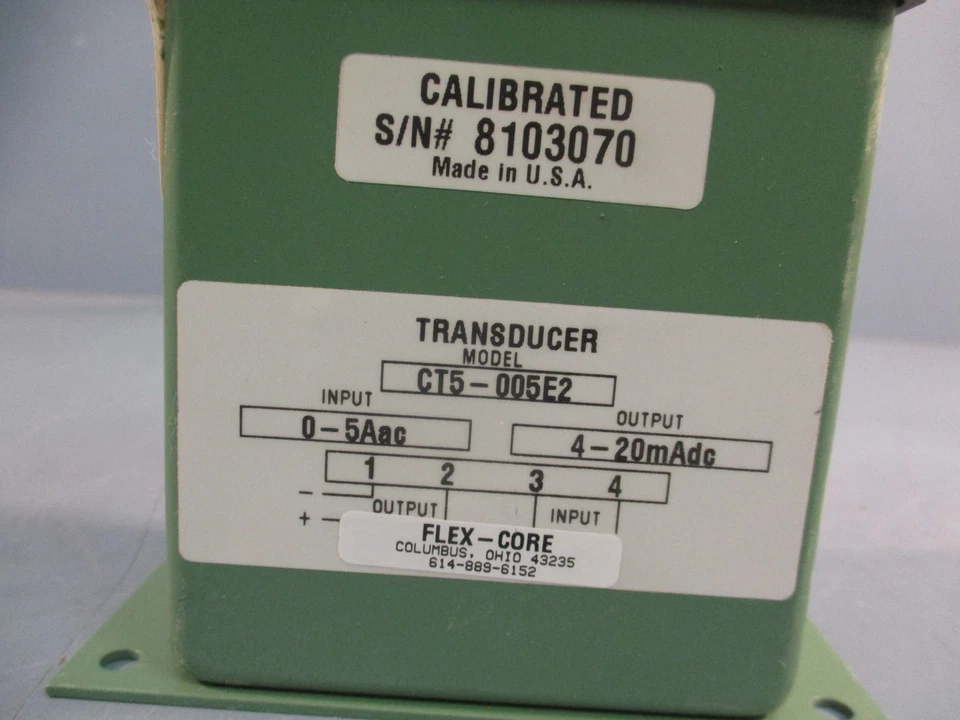 CALIBRATED
S/N# 8103070
Made in U.S.A.
TRANSDUCER
MODEL
CT5-005E2
INPUT OUTPUT
0-5Aac 4-20mAdc
1 2 3 4
- OUTPUT INPUT
+
FLEX-CORE
COLUMBUS, OHIO 43235
614-889-6152